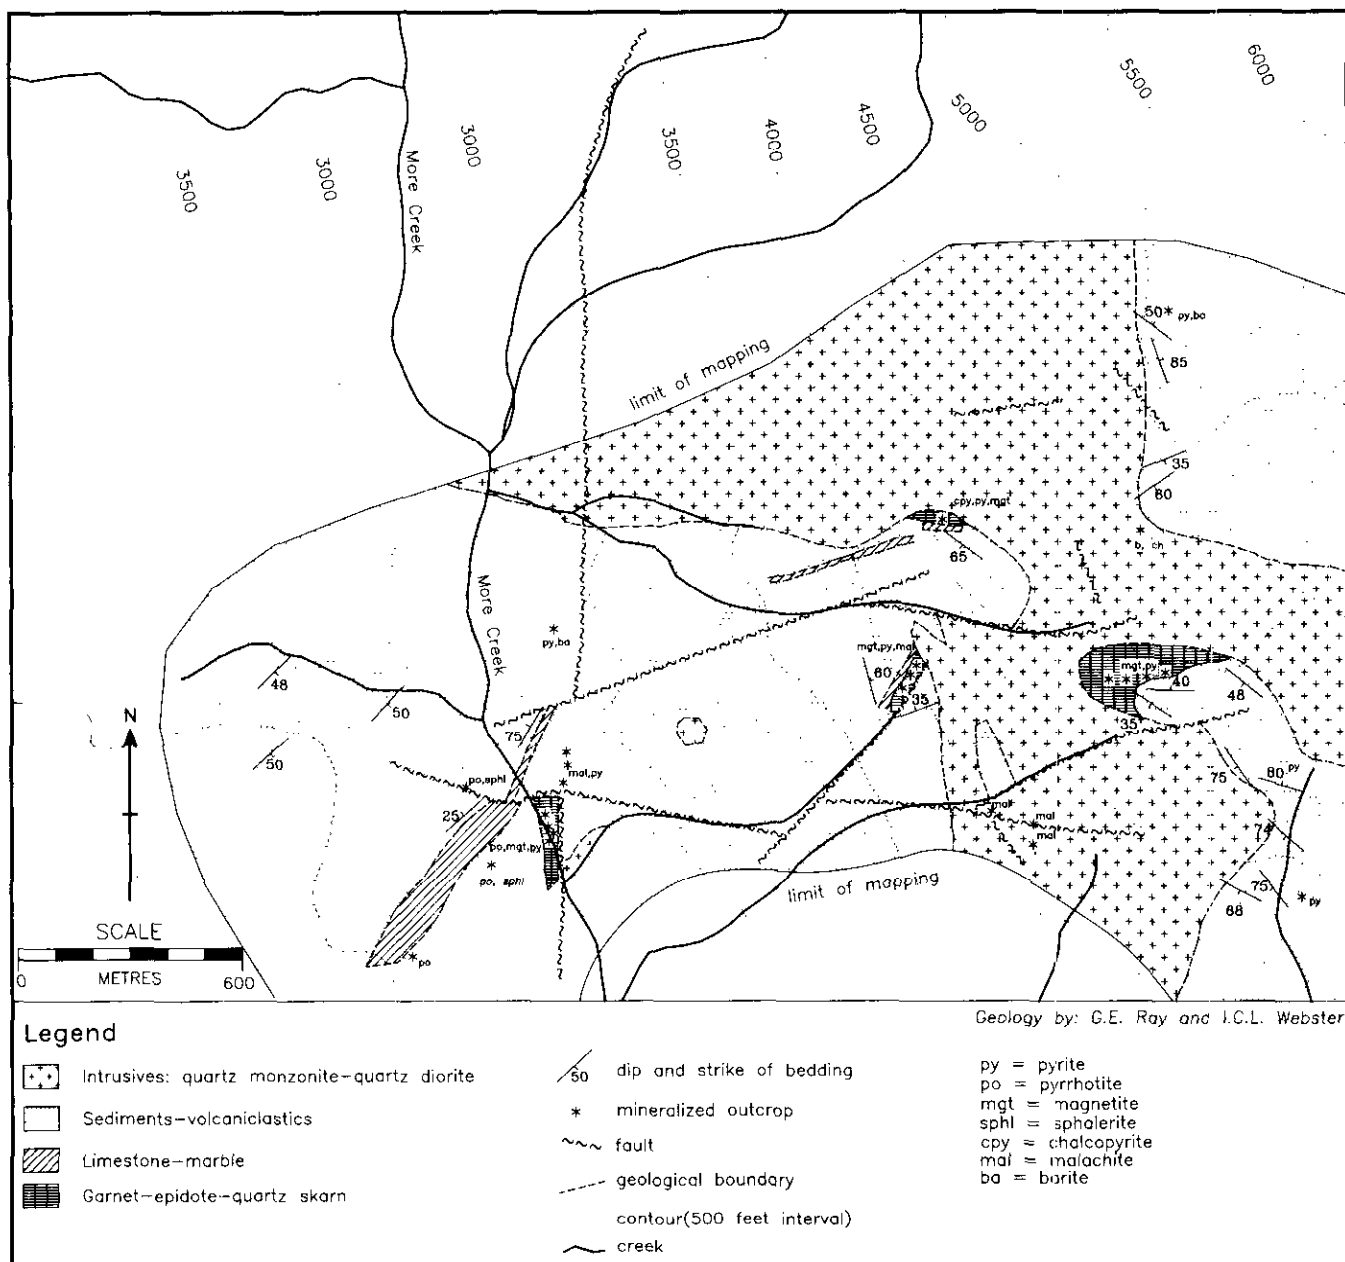 6000
5500
5000
4500
4000
3500
3000
3000
3500
More Creek
50 py,ba
85
limit of mapping
35
80
cpy,py,mgt
b, ch
65
More Creek
py,ba
mgt,py,mal
60
35
mgt,py
40
48
35
48
50
50
75
po,sphl
mal,py
25
po,mgt,py
po, sphl
po
mal
mal
mal
75
80
py
74
75
88
py
limit of mapping
N
SCALE
0
METRES
600
Geology by: G.E. Ray and I.C.L. Webster
Legend
Intrusives: quartz monzonite-quartz diorite
Sediments-volcaniclastics
Limestone-marble
Garnet-epidote-quartz skarn
50
dip and strike of bedding
mineralized outcrop
fault
geological boundary
contour(500 feet interval)
creek
py = pyrite
po = pyrrhotite
mgt = magnetite
sphl = sphalerite
cpy = chalcopyrite
mal = malachite
ba = barite